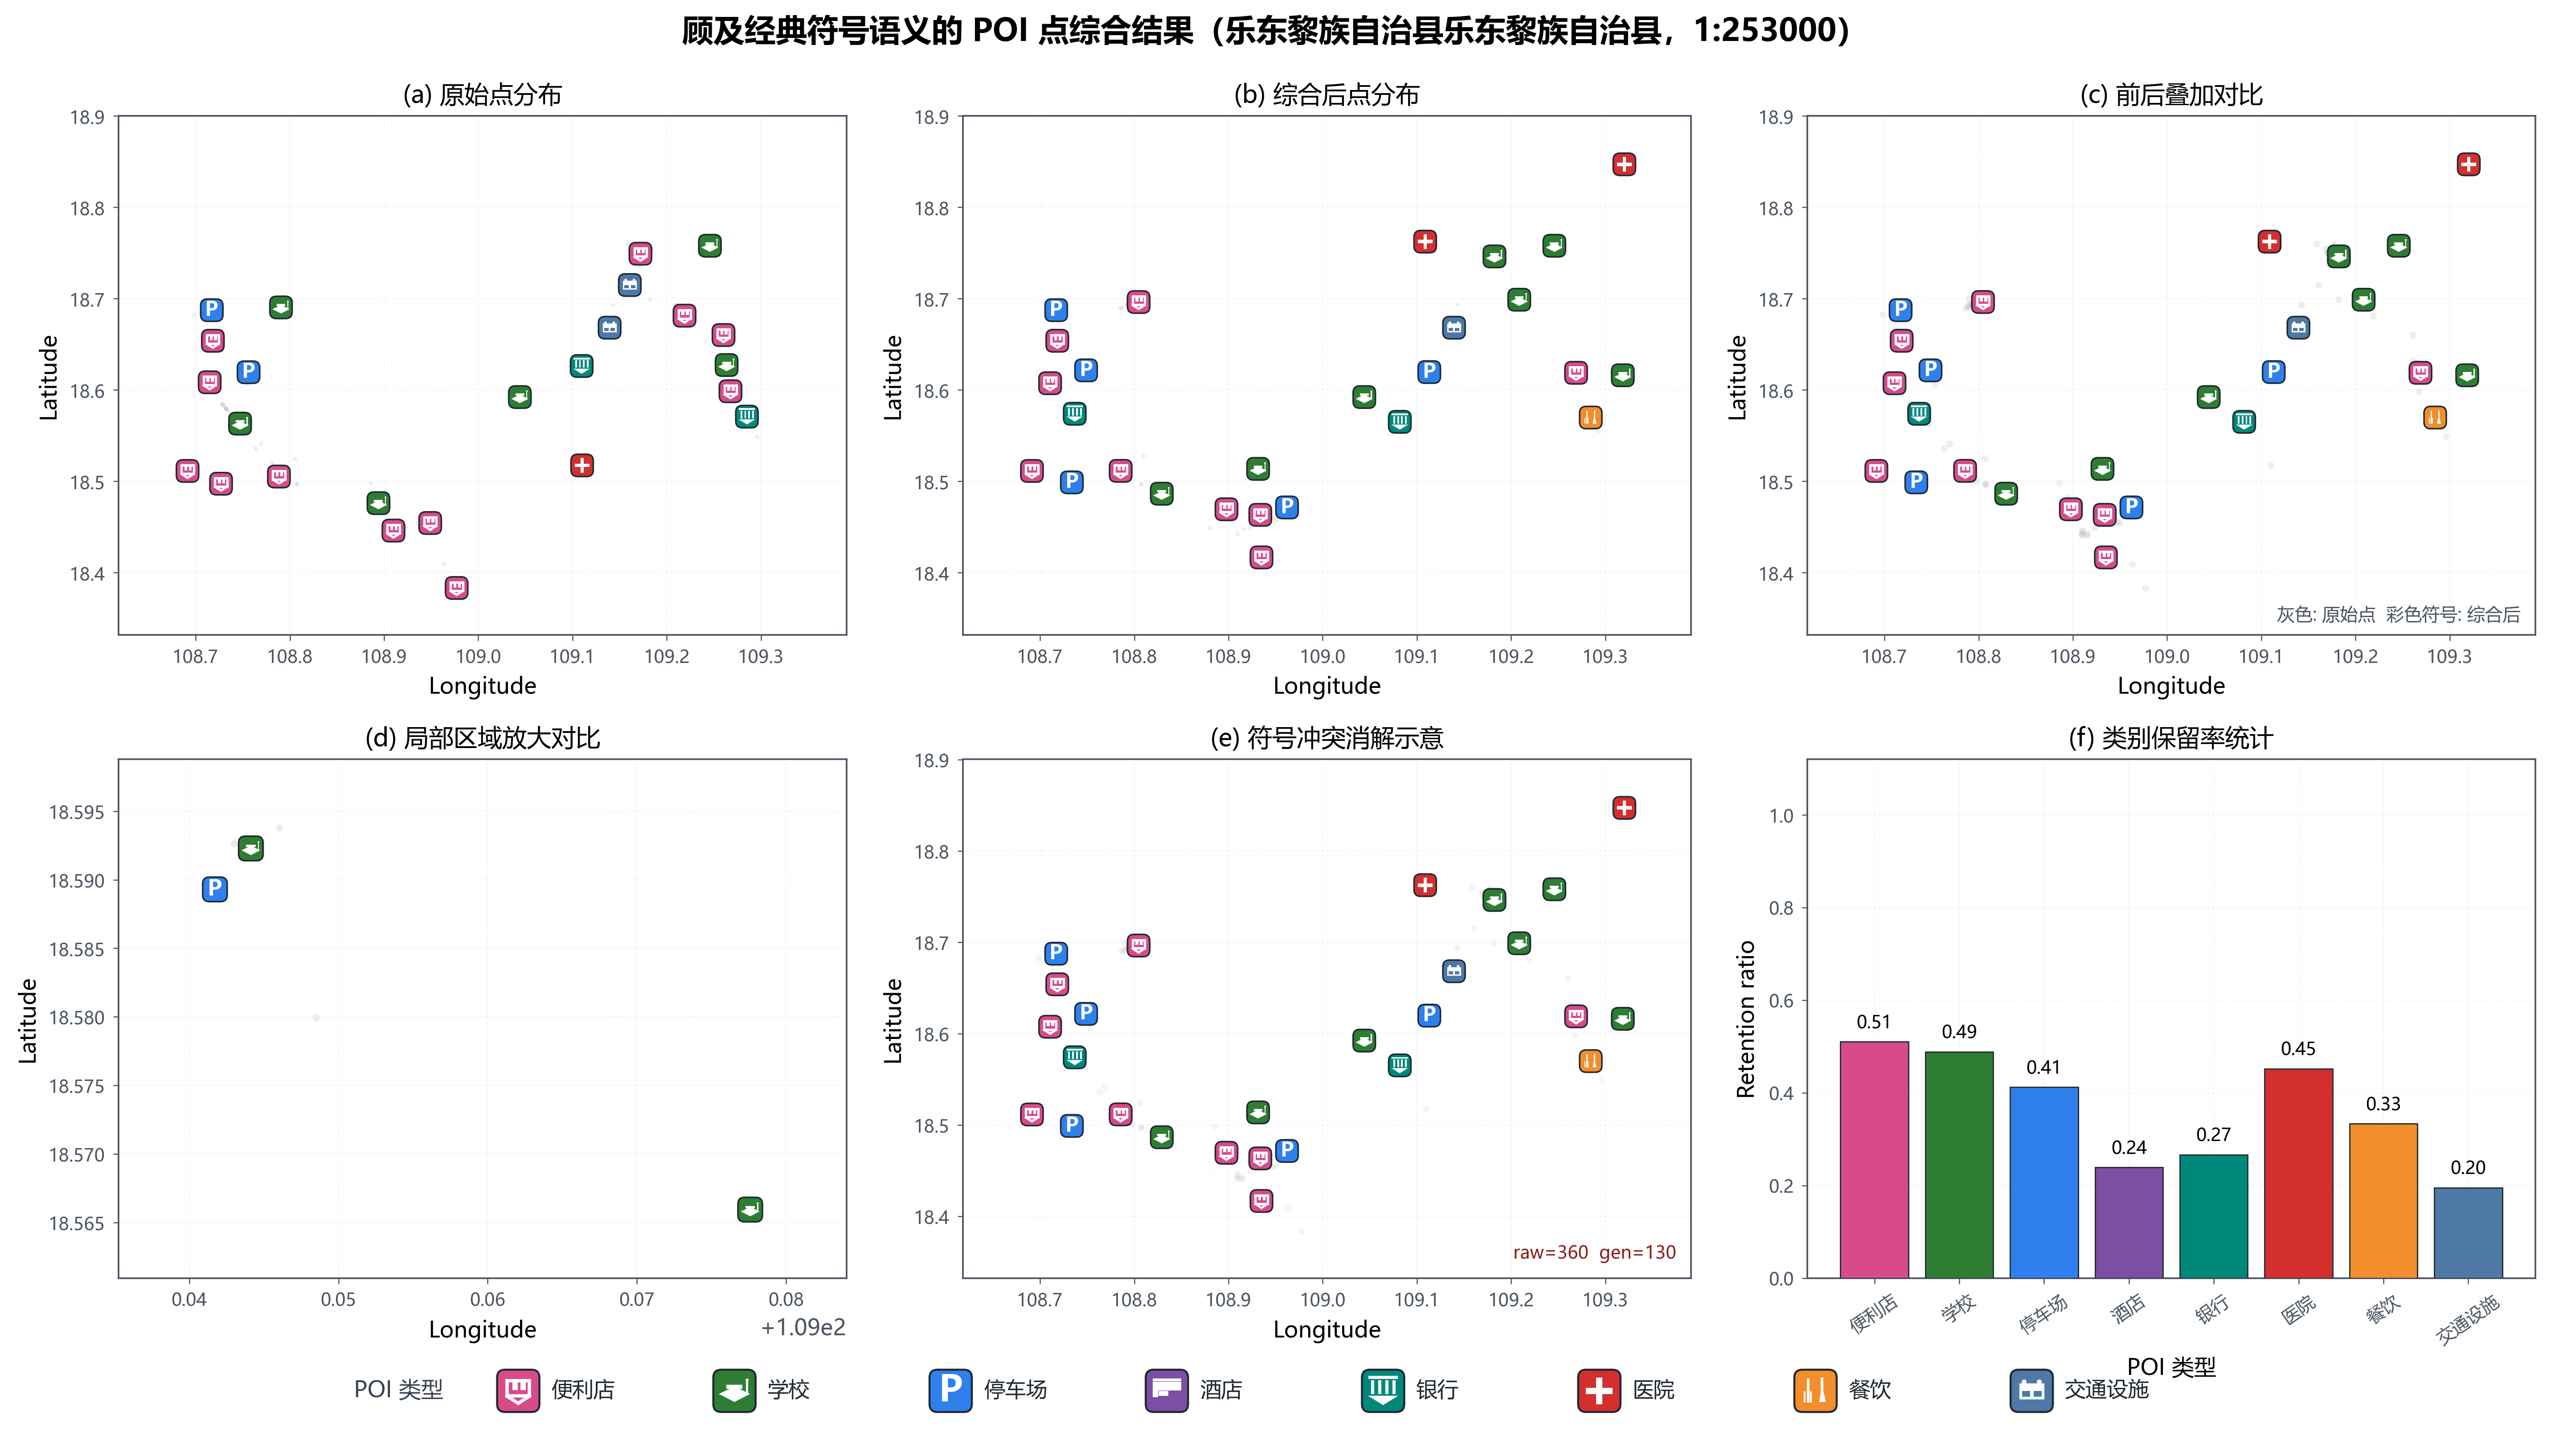 顾及经典符号语义的 POI 点综合结果（乐东黎族自治县乐东黎族自治县，1:253000）
(a) 原始点分布
18.9
18.8
18.7
18.6
18.5
18.4
Latitude
108.7 108.8 108.9 109.0 109.1 109.2 109.3
Longitude
(b) 综合后点分布
18.9
18.8
18.7
18.6
18.5
18.4
Latitude
108.7 108.8 108.9 109.0 109.1 109.2 109.3
Longitude
(c) 前后叠加对比
18.9
18.8
18.7
18.6
18.5
18.4
Latitude
灰色: 原始点 彩色符号: 综合后
108.7 108.8 108.9 109.0 109.1 109.2 109.3
Longitude
(d) 局部区域放大对比
18.595
18.590
18.585
18.580
18.575
18.570
18.565
Latitude
0.04 0.05 0.06 0.07 0.08
Longitude
+1.09e2
(e) 符号冲突消解示意
18.9
18.8
18.7
18.6
18.5
18.4
Latitude
raw=360 gen=130
108.7 108.8 108.9 109.0 109.1 109.2 109.3
Longitude
(f) 类别保留率统计
1.0
0.8
0.6
0.4
0.2
0.0
Retention ratio
0.51 0.49 0.41 0.24 0.27 0.45 0.33 0.20
便利店 学校 停车场 酒店 银行 医院 餐饮 交通设施
POI 类型
POI 类型 便利店 学校 P 停车场 酒店 银行 医院 餐饮 交通设施